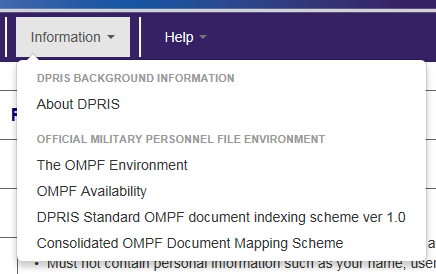 Information
Help
DPRIS BACKGROUND INFORMATION
About DPRIS
OFFICIAL MILITARY PERSONNEL FILE ENVIRONMENT
The OMPF Environment
OMPF Availability
DPRIS Standard OMPF document indexing scheme ver 1.0
Consolidated OMPF Document Mapping Scheme
Must not contain personal information such as your name, user